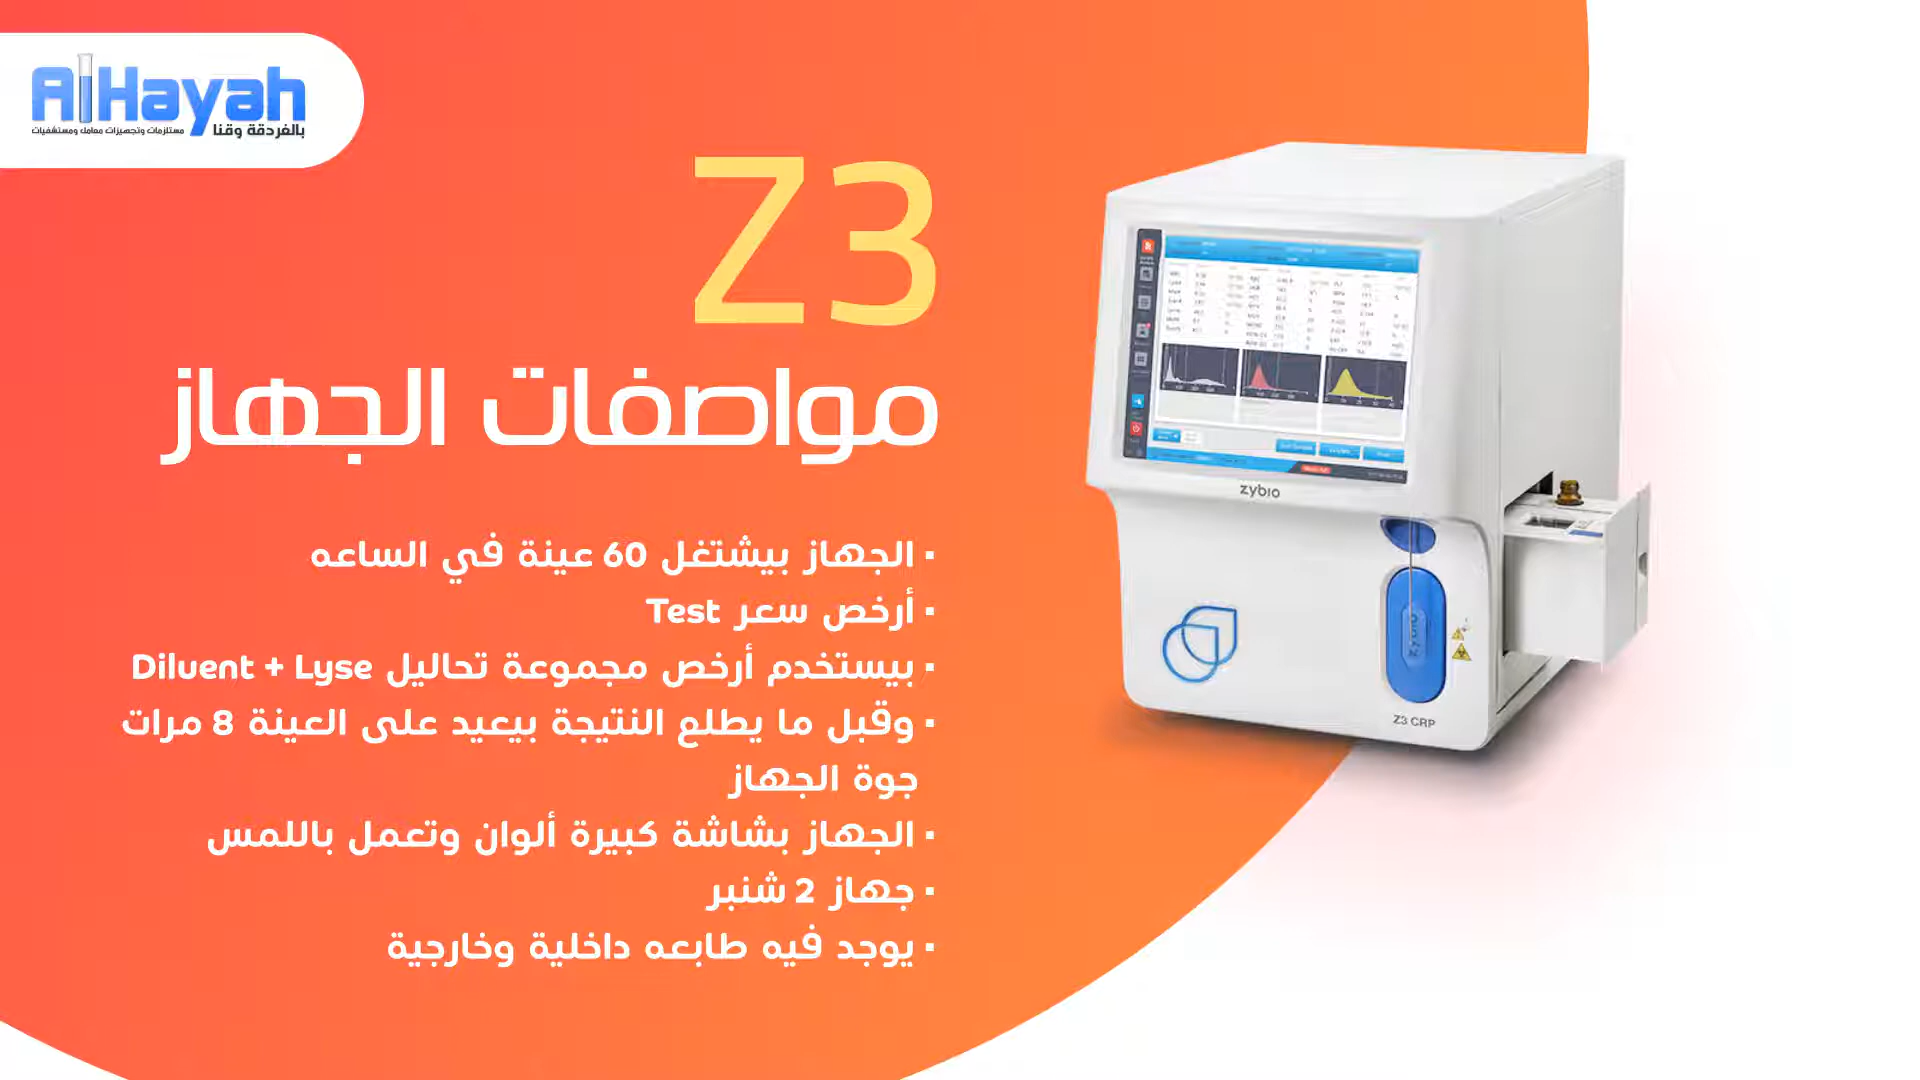 AlHayah
بالغردقة وقنا مستلزمات وتجهيزات معامل ومستشفيات
Z3
مواصفات الجهاز
· الجهاز بيشتغل 60 عينة في الساعه
· أرخص سعر Test
· بيستخدم أرخص مجموعة تحاليل Diluent + Lyse
· وقبل ما يطلع النتيجة بيعيد على العينة 8 مرات
جوة الجهاز
· الجهاز بشاشة كبيرة ألوان وتعمل باللمس
· جهاز 2 شنبر
· يوجد فيه طابعه داخلية وخارجية
zybio
zybio
Z3 CRP